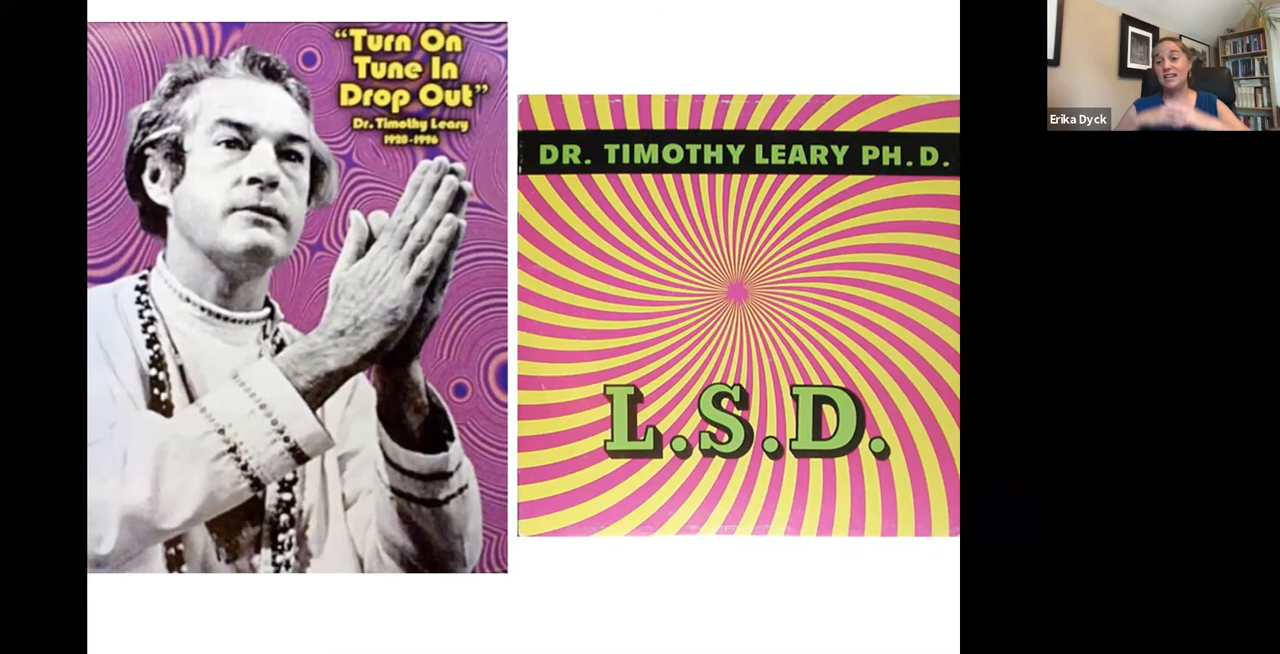 “Turn On
Tune In
Drop Out”
Dr. Timothy Leary
1920-1996
DR. TIMOTHY LEARY PH.D.
L.S.D.
Erika Dyck